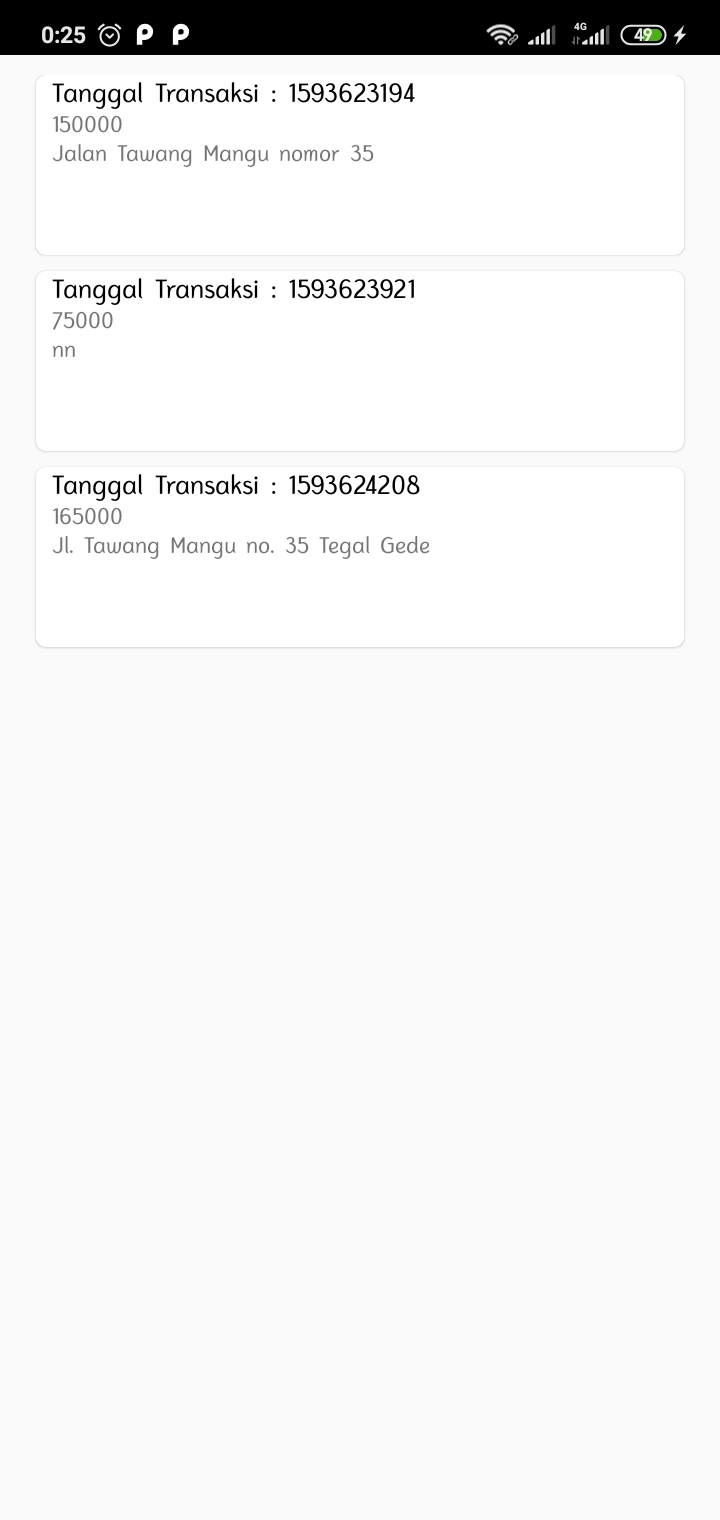 0:25
4G
49
Tanggal Transaksi : 1593623194
150000
Jalan Tawang Mangu nomor 35
Tanggal Transaksi : 1593623921
75000
nn
Tanggal Transaksi : 1593624208
165000
Jl. Tawang Mangu no. 35 Tegal Gede